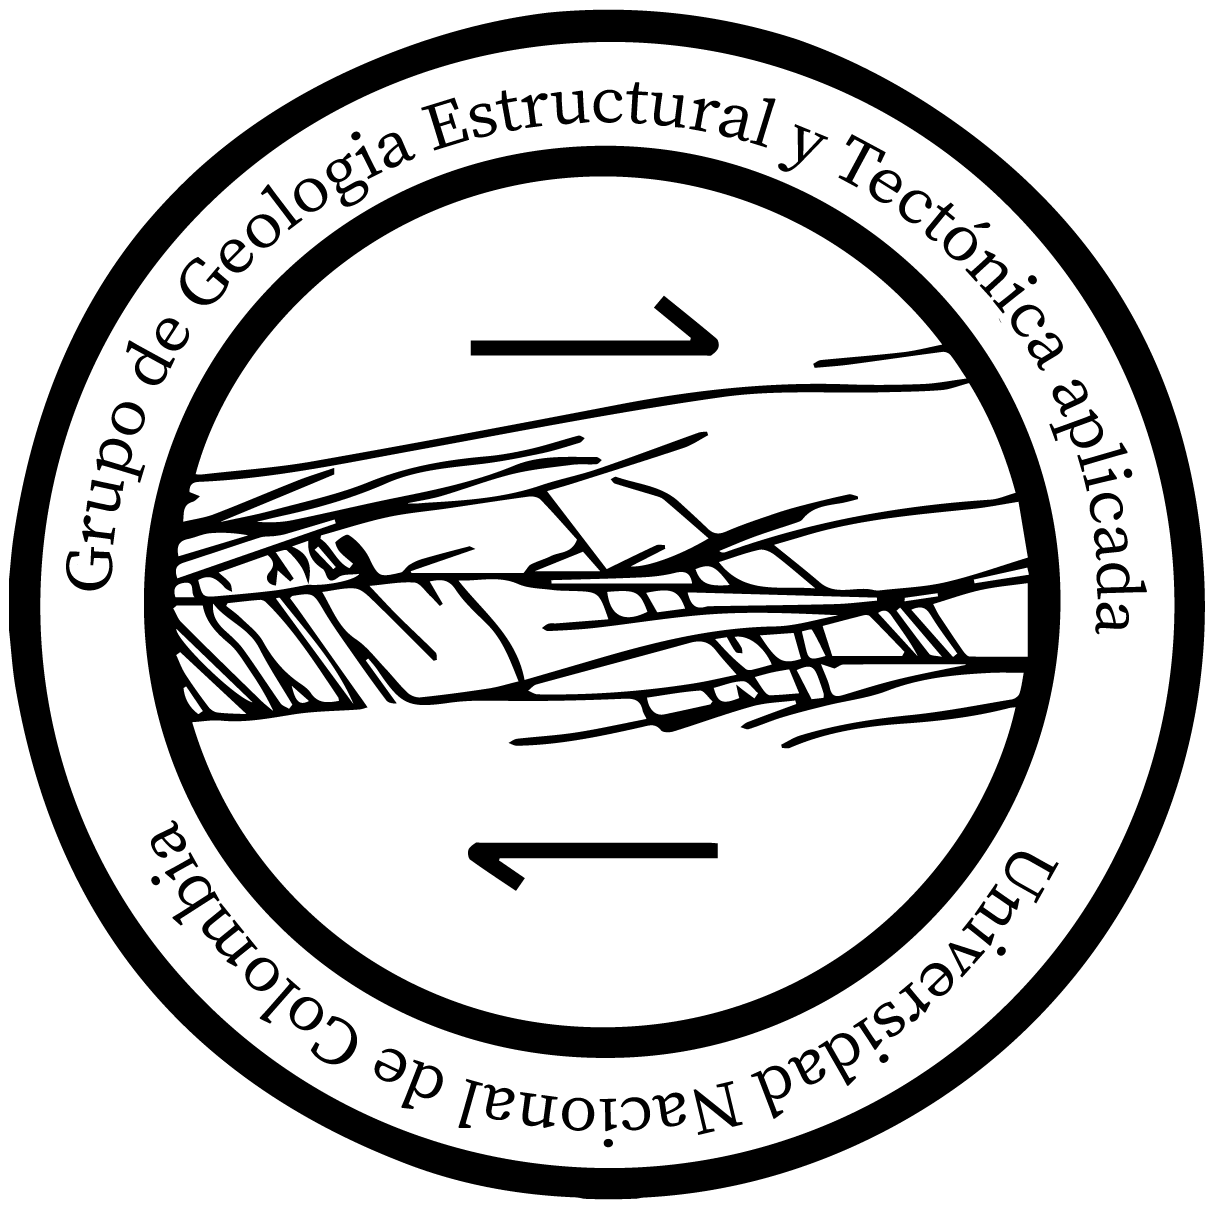 Grupo de Geologia Estructural y Tectónica aplicada
Universidad Nacional de Colombia